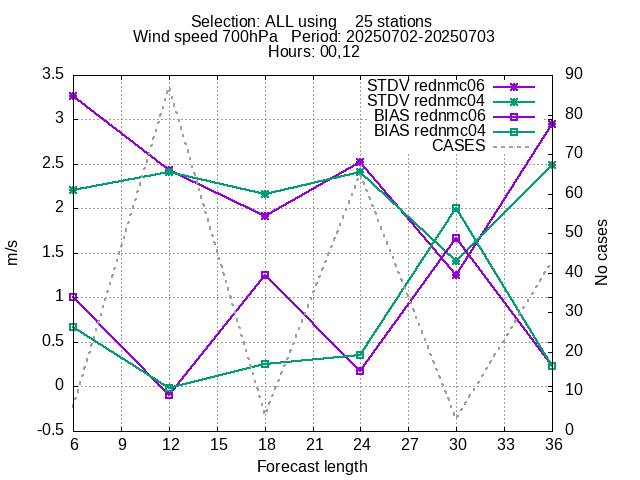 Selection: ALL using    25 stations
Wind speed 700hPa   Period: 20250702-20250703
Hours: 00,12
STDV rednmc06
STDV rednmc04
BIAS rednmc06
BIAS rednmc04
CASES
3.5
3
2.5
2
1.5
1
0.5
0
-0.5
m/s
90
80
70
60
50
40
30
20
10
0
No cases
6 9 12 15 18 21 24 27 30 33 36
Forecast length